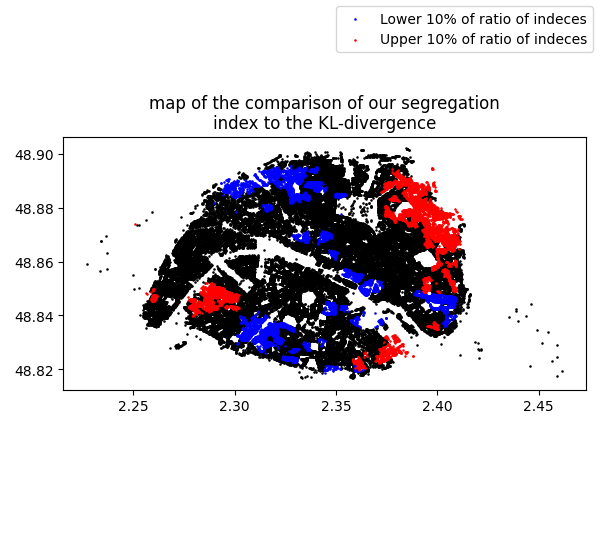 Lower 10% of ratio of indeces
Upper 10% of ratio of indeces
map of the comparison of our segregation
index to the KL-divergence
48.90
48.88
48.86
48.84
48.82
2.25 2.30 2.35 2.40 2.45